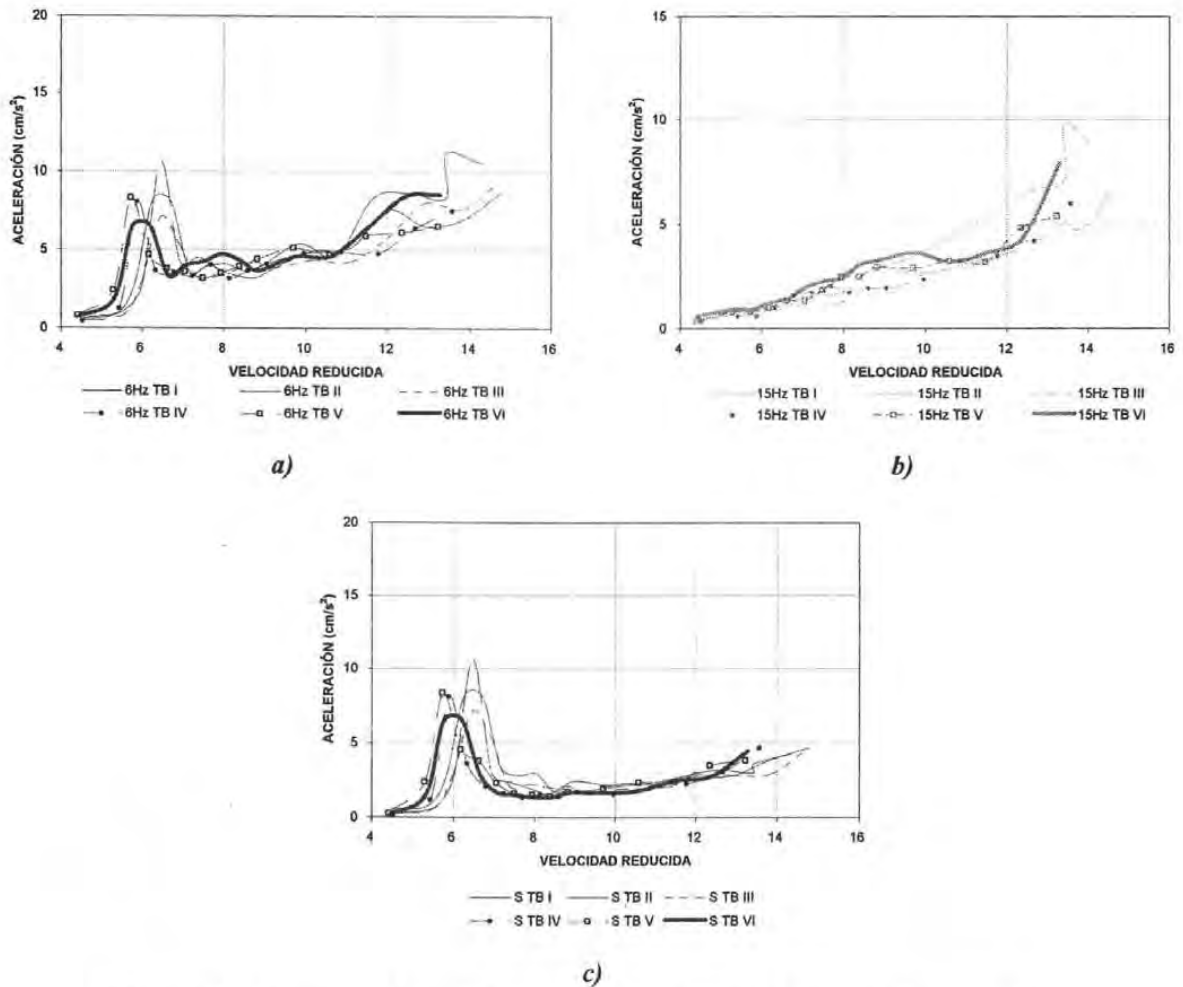 20
15
10
5
0
ACELERACIÓN (cm/s²)
4 6 8 10 12 14 16
VELOCIDAD REDUCIDA
6Hz TB I 6Hz TB II 6Hz TB III
6Hz TB IV 6Hz TB V 6Hz TB VI
a)
15
10
5
0
ACELERACIÓN (cm/s²)
4 6 8 10 12 14 16
VELOCIDAD REDUCIDA
15Hz TB I 15Hz TB II 15Hz TB III
15Hz TB IV 15Hz TB V 15Hz TB VI
b)
20
15
10
5
0
ACELERACIÓN (cm/s²)
4 6 8 10 12 14 16
VELOCIDAD REDUCIDA
S TB I S TB II S TB III
S TB IV S TB V S TB VI
c)